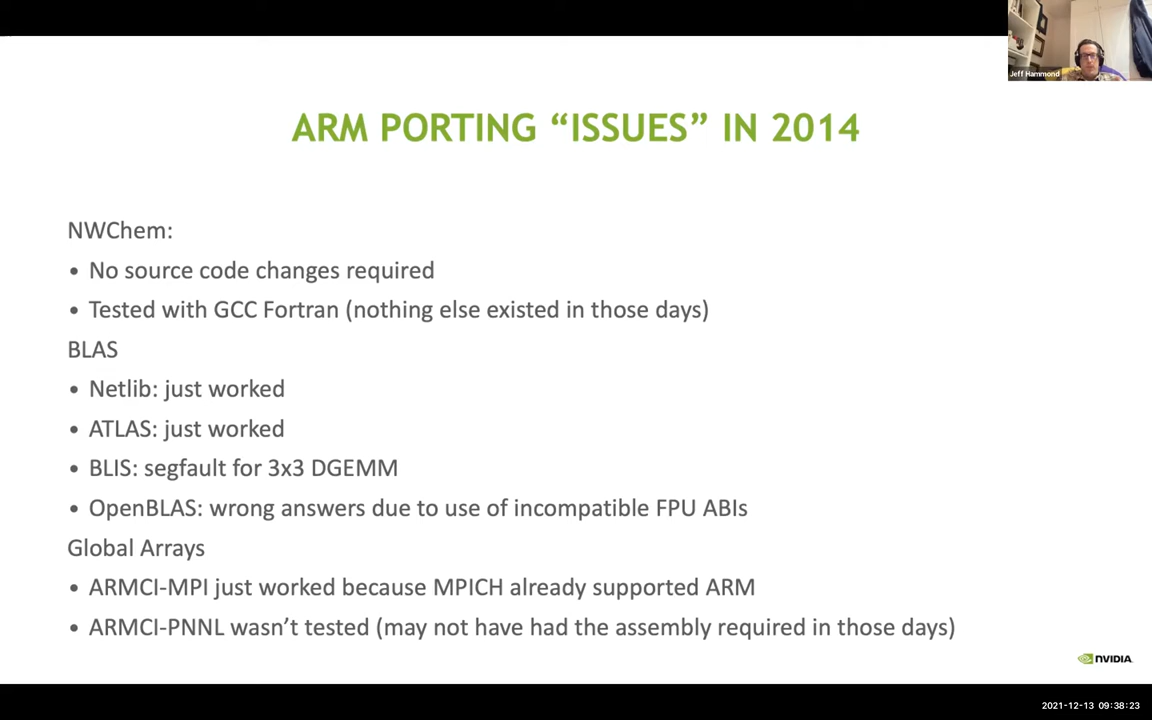 Jeff Hammond
ARM PORTING “ISSUES” IN 2014
NWChem:
• No source code changes required
• Tested with GCC Fortran (nothing else existed in those days)
BLAS
• Netlib: just worked
• ATLAS: just worked
• BLIS: segfault for 3x3 DGEMM
• OpenBLAS: wrong answers due to use of incompatible FPU ABIs
Global Arrays
• ARMCI-MPI just worked because MPICH already supported ARM
• ARMCI-PNNL wasn’t tested (may not have had the assembly required in those days)
NVIDIA.
2021-12-13 09:38:23